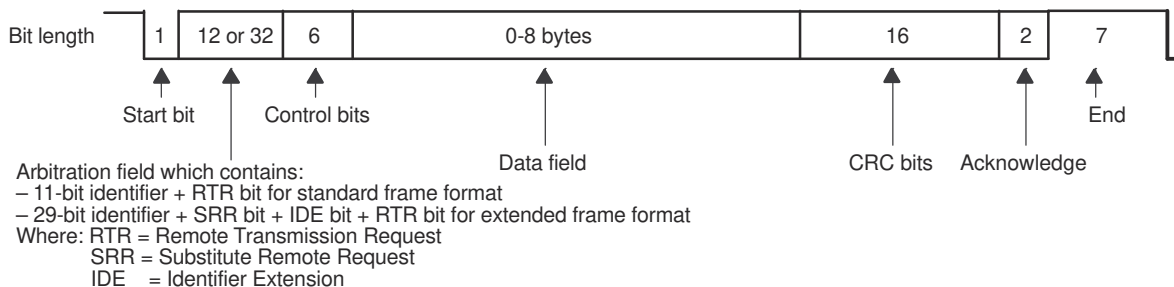 Bit length 1 12 or 32 6 0-8 bytes 16 2 7
Start bit Control bits End
Data field CRC bits Acknowledge
Arbitration field which contains:
– 11-bit identifier + RTR bit for standard frame format
– 29-bit identifier + SRR bit + IDE bit + RTR bit for extended frame format
Where: RTR = Remote Transmission Request
SRR = Substitute Remote Request
IDE = Identifier Extension